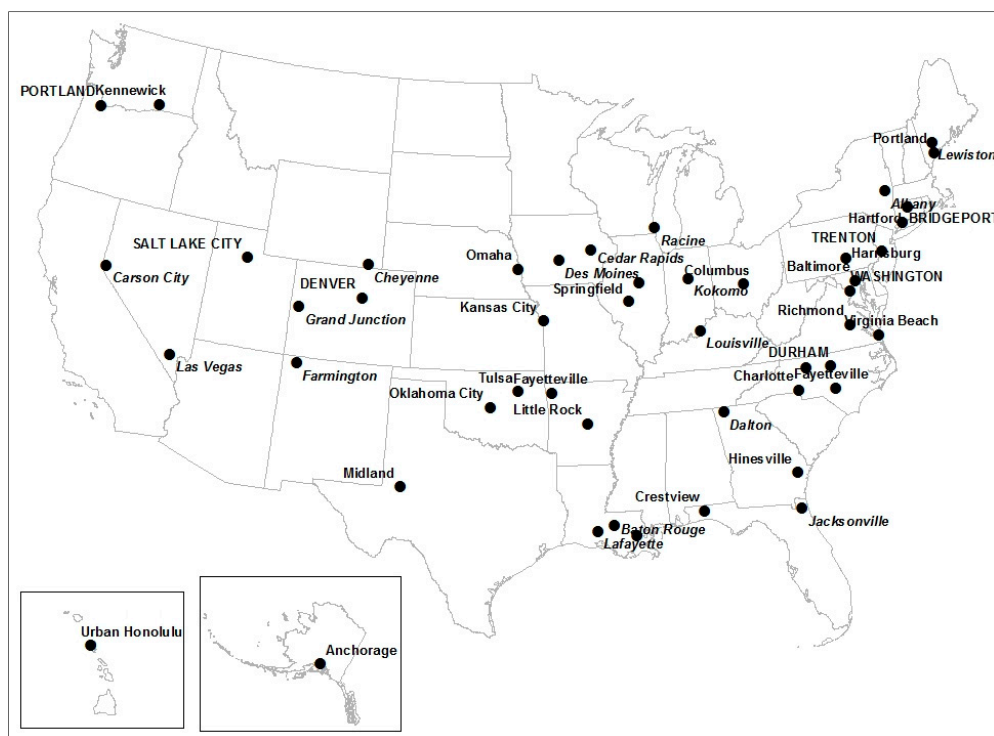 PORTLAND
Kennewick
Portland
Lewiston
Albany
Hartford
BRIDGEPORT
TRENTON
Harrisburg
Racine
SALT LAKE CITY
Omaha
Cedar Rapids
Des Moines
Columbus
Baltimore
WASHINGTON
Carson City
Cheyenne
DENVER
Springfield
Kokomo
Grand Junction
Kansas City
Richmond
Virginia Beach
Louisville
Las Vegas
Farmington
DURHAM
Tulsa
Fayetteville
Charlotte
Fayetteville
Oklahoma City
Little Rock
Dalton
Hinesville
Midland
Crestview
Jacksonville
Baton Rouge
Lafayette
Urban Honolulu
Anchorage